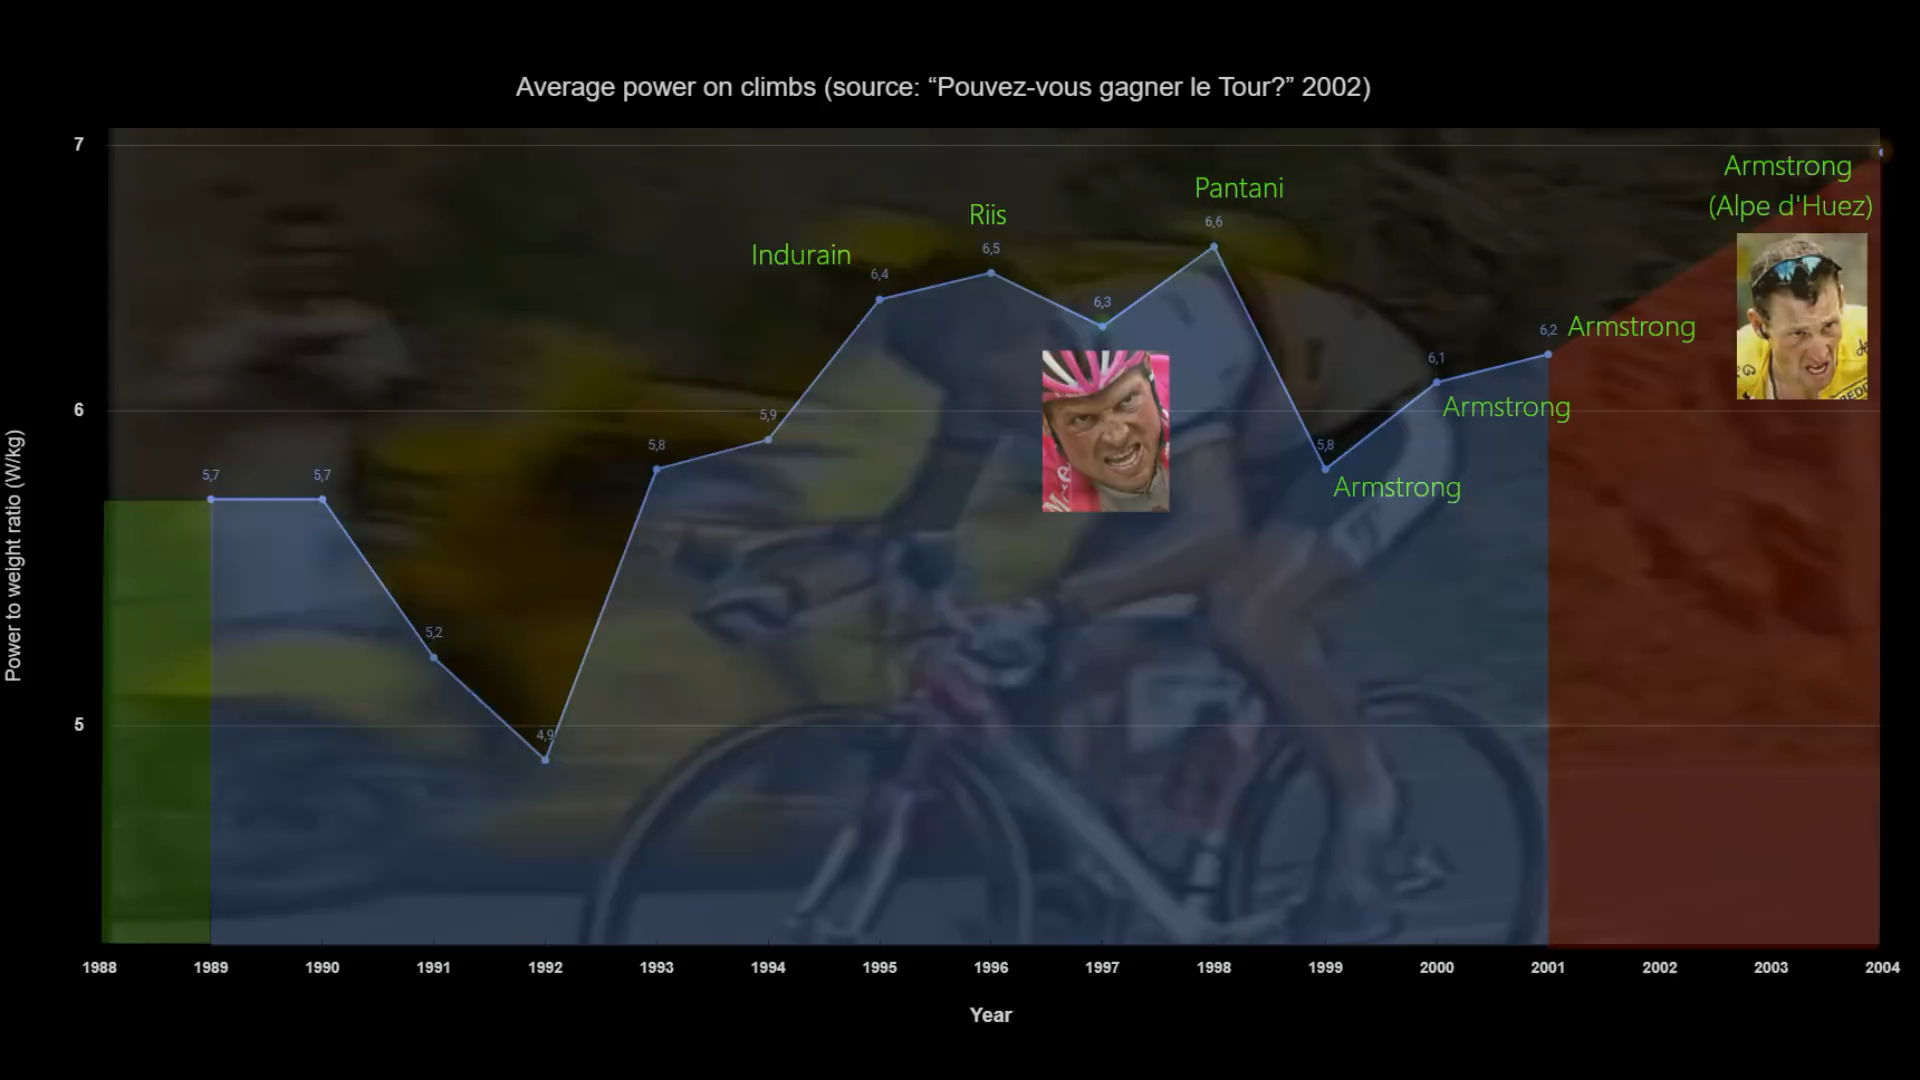 Average power on climbs (source: “Pouvez-vous gagner le Tour?” 2002)
7
Armstrong
(Alpe d'Huez)
Pantani
6,6
Riis
6,5
Indurain
6,4
6,3
6,2 Armstrong
6,1
6
Armstrong
5,9
5,8
5,8
5,7
5,7
Armstrong
5,2
5
4,9
Power to weight ratio (W/kg)
1988 1989 1990 1991 1992 1993 1994 1995 1996 1997 1998 1999 2000 2001 2002 2003 2004
Year